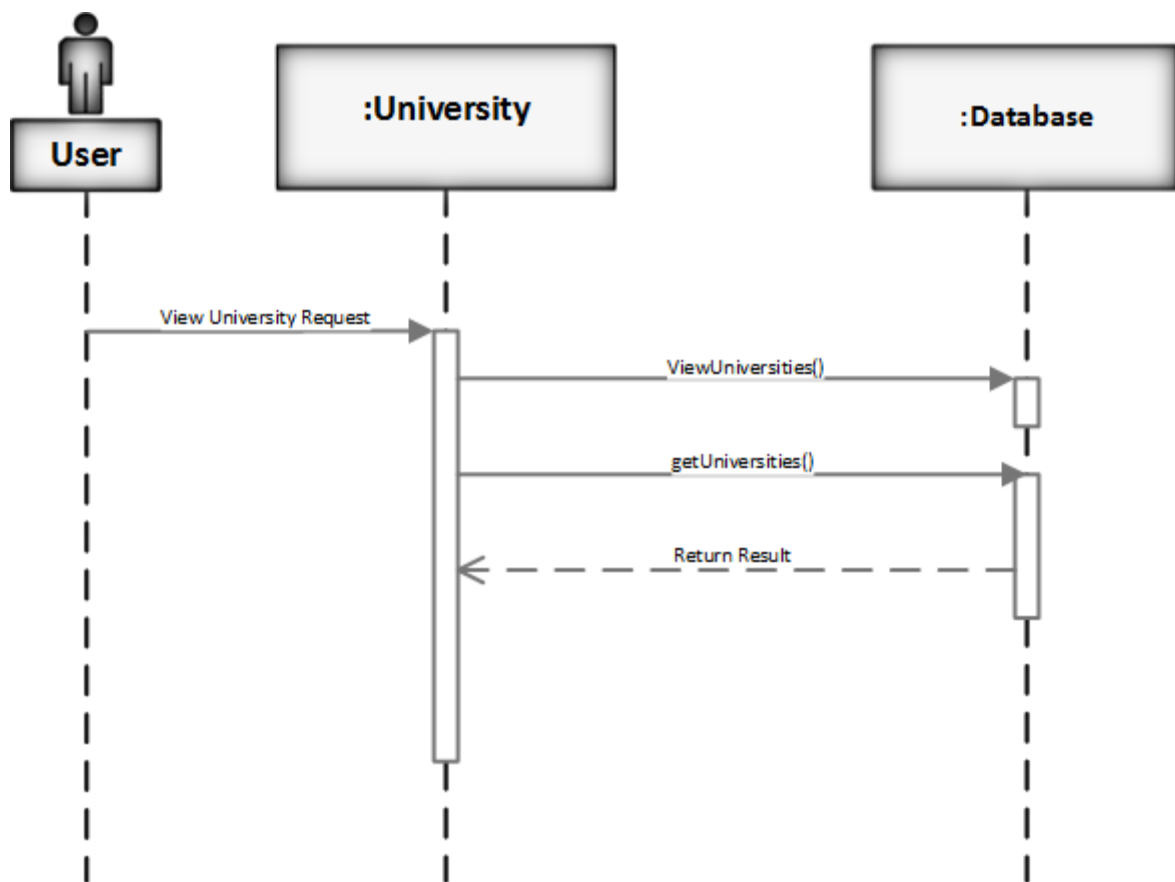 User
:University
:Database
View University Request
ViewUniversities()
getUniversities()
Return Result